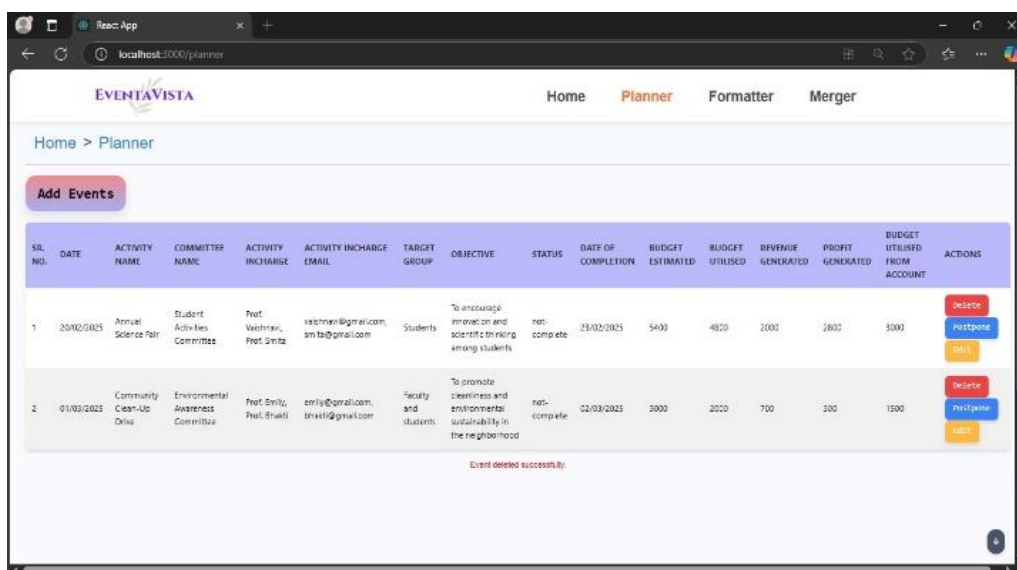 React App
localhost:3000/planner
EVENTAVISTA
Home Planner Formatter Merger
Home > Planner
Add Events
SR. NO.
DATE
ACTIVITY NAME
COMMITTEE NAME
ACTIVITY INCHARGE
ACTIVITY INCHARGE EMAIL
TARGET GROUP
OBJECTIVE
STATUS
DATE OF COMPLETION
BUDGET ESTIMATED
BUDGET UTILISED
REVENUE GENERATED
PROFIT GENERATED
BUDGET UTILISED FROM ACCOUNT
ACTIONS
1
20/02/2025
Annual
Science Fair
Student
Activities
Committee
Prof.
Vaishnavi,
Prof. Smita
vaishnavi@gmail.com,
smita@gmail.com
Students
To encourage
innovation and
scientific thinking
among students
not-
complete
23/02/2025
5400
4800
2000
2800
3000
Delete
Postpone
Edit
2
01/03/2025
Community
Clean-Up
Drive
Environmental
Awareness
Committee
Prof. Emily,
Prof. Bhakti
emily@gmail.com,
bhakti@gmail.com
Faculty
and
students
To promote
cleanliness and
environmental
sustainability in
the neighborhood
not-
complete
02/03/2025
3000
2000
700
300
1500
Delete
Postpone
Edit
Event deleted successfully.